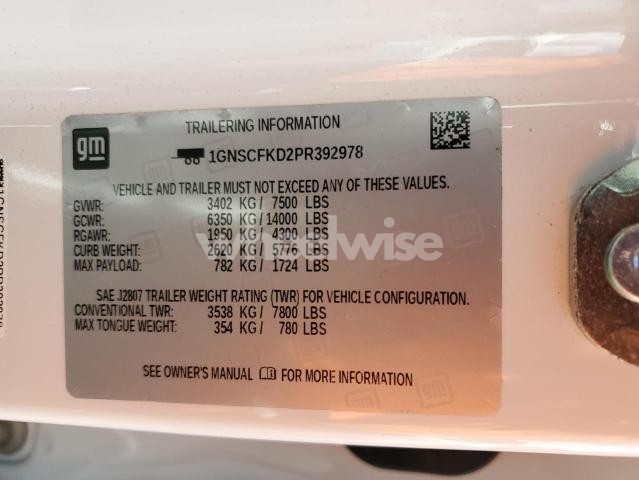 gm
TRAILERING INFORMATION
1GNSCFKD2PR392978
VEHICLE AND TRAILER MUST NOT EXCEED ANY OF THESE VALUES.
GVWR: 3402 KG / 7500 LBS
GCWR: 6350 KG / 14000 LBS
RGAWR: 1950 KG / 4300 LBS
CURB WEIGHT: 2620 KG / 5776 LBS
MAX PAYLOAD: 782 KG / 1724 LBS
SAE J2807 TRAILER WEIGHT RATING (TWR) FOR VEHICLE CONFIGURATION.
CONVENTIONAL TWR: 3538 KG / 7800 LBS
MAX TONGUE WEIGHT: 354 KG / 780 LBS
SEE OWNER'S MANUAL FOR MORE INFORMATION